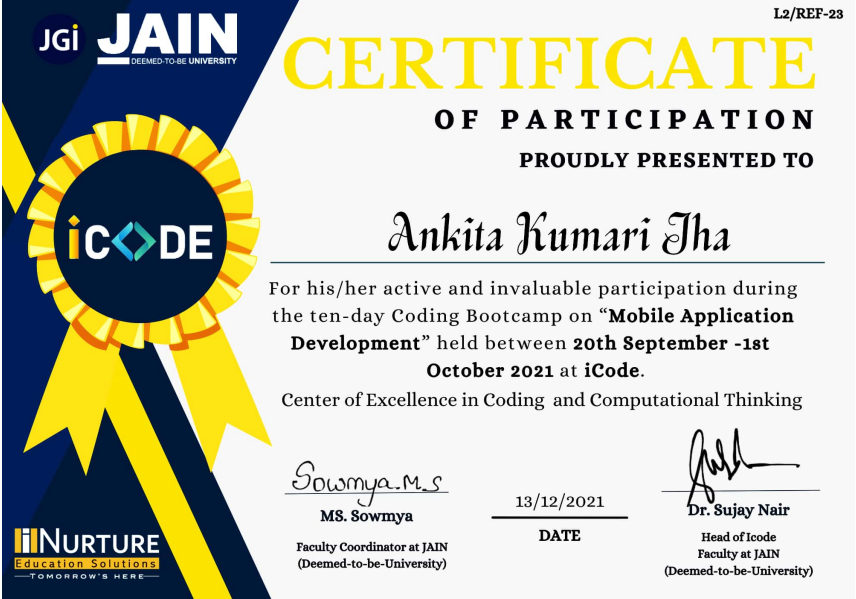 L2/REF-23
JGi JAIN
DEEMED-TO-BE UNIVERSITY
CERTIFICATE
OF PARTICIPATION
PROUDLY PRESENTED TO
iCODE
Ankita Kumari Jha
For his/her active and invaluable participation during
the ten-day Coding Bootcamp on “Mobile Application
Development” held between 20th September -1st
October 2021 at iCode.
Center of Excellence in Coding and Computational Thinking
Sowmya.M.S
MS. Sowmya
Faculty Coordinator at JAIN
(Deemed-to-be-University)
13/12/2021
DATE
Dr. Sujay Nair
Head of Icode
Faculty at JAIN
(Deemed-to-be-University)
iNURTURE
Education Solutions
TOMORROW'S HERE